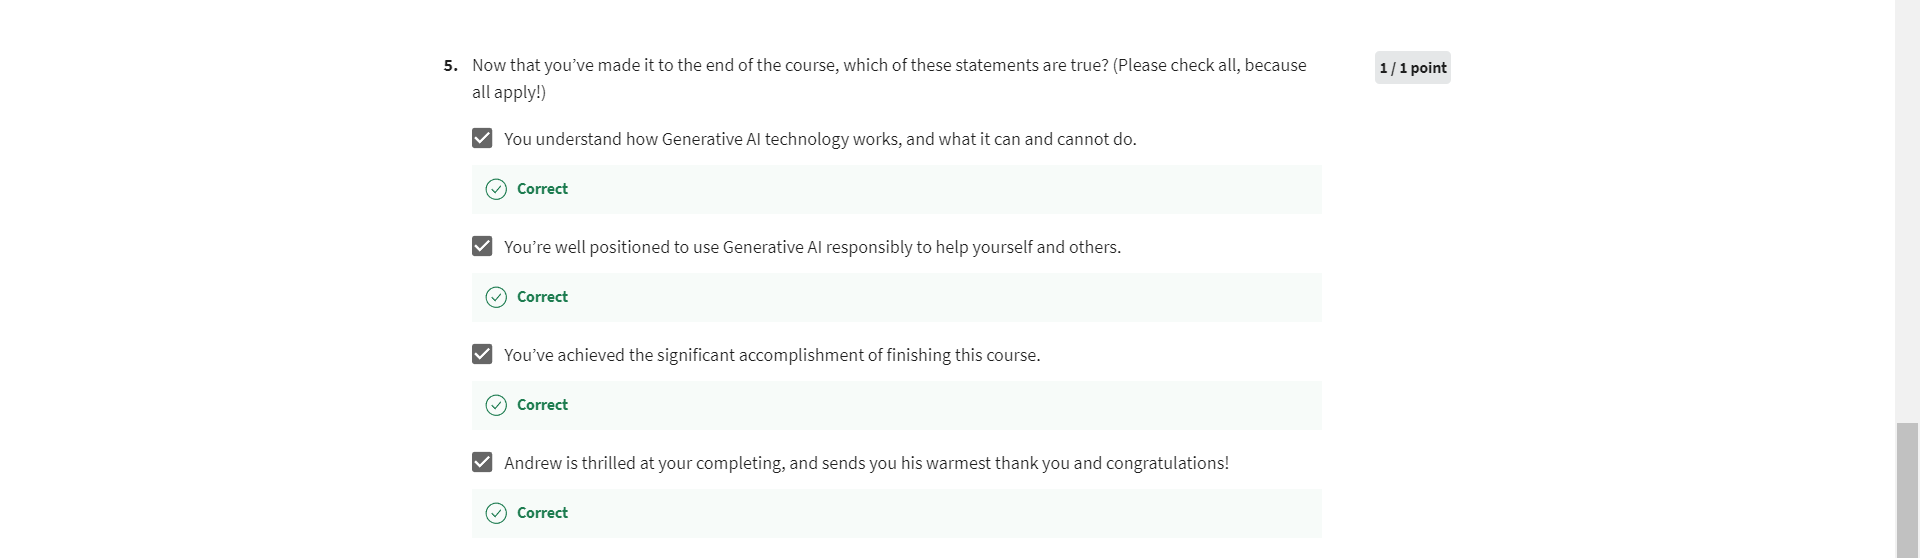 5. Now that you’ve made it to the end of the course, which of these statements are true? (Please check all, because
all apply!)
1 / 1 point
You understand how Generative AI technology works, and what it can and cannot do.
Correct
You’re well positioned to use Generative AI responsibly to help yourself and others.
Correct
You’ve achieved the significant accomplishment of finishing this course.
Correct
Andrew is thrilled at your completing, and sends you his warmest thank you and congratulations!
Correct